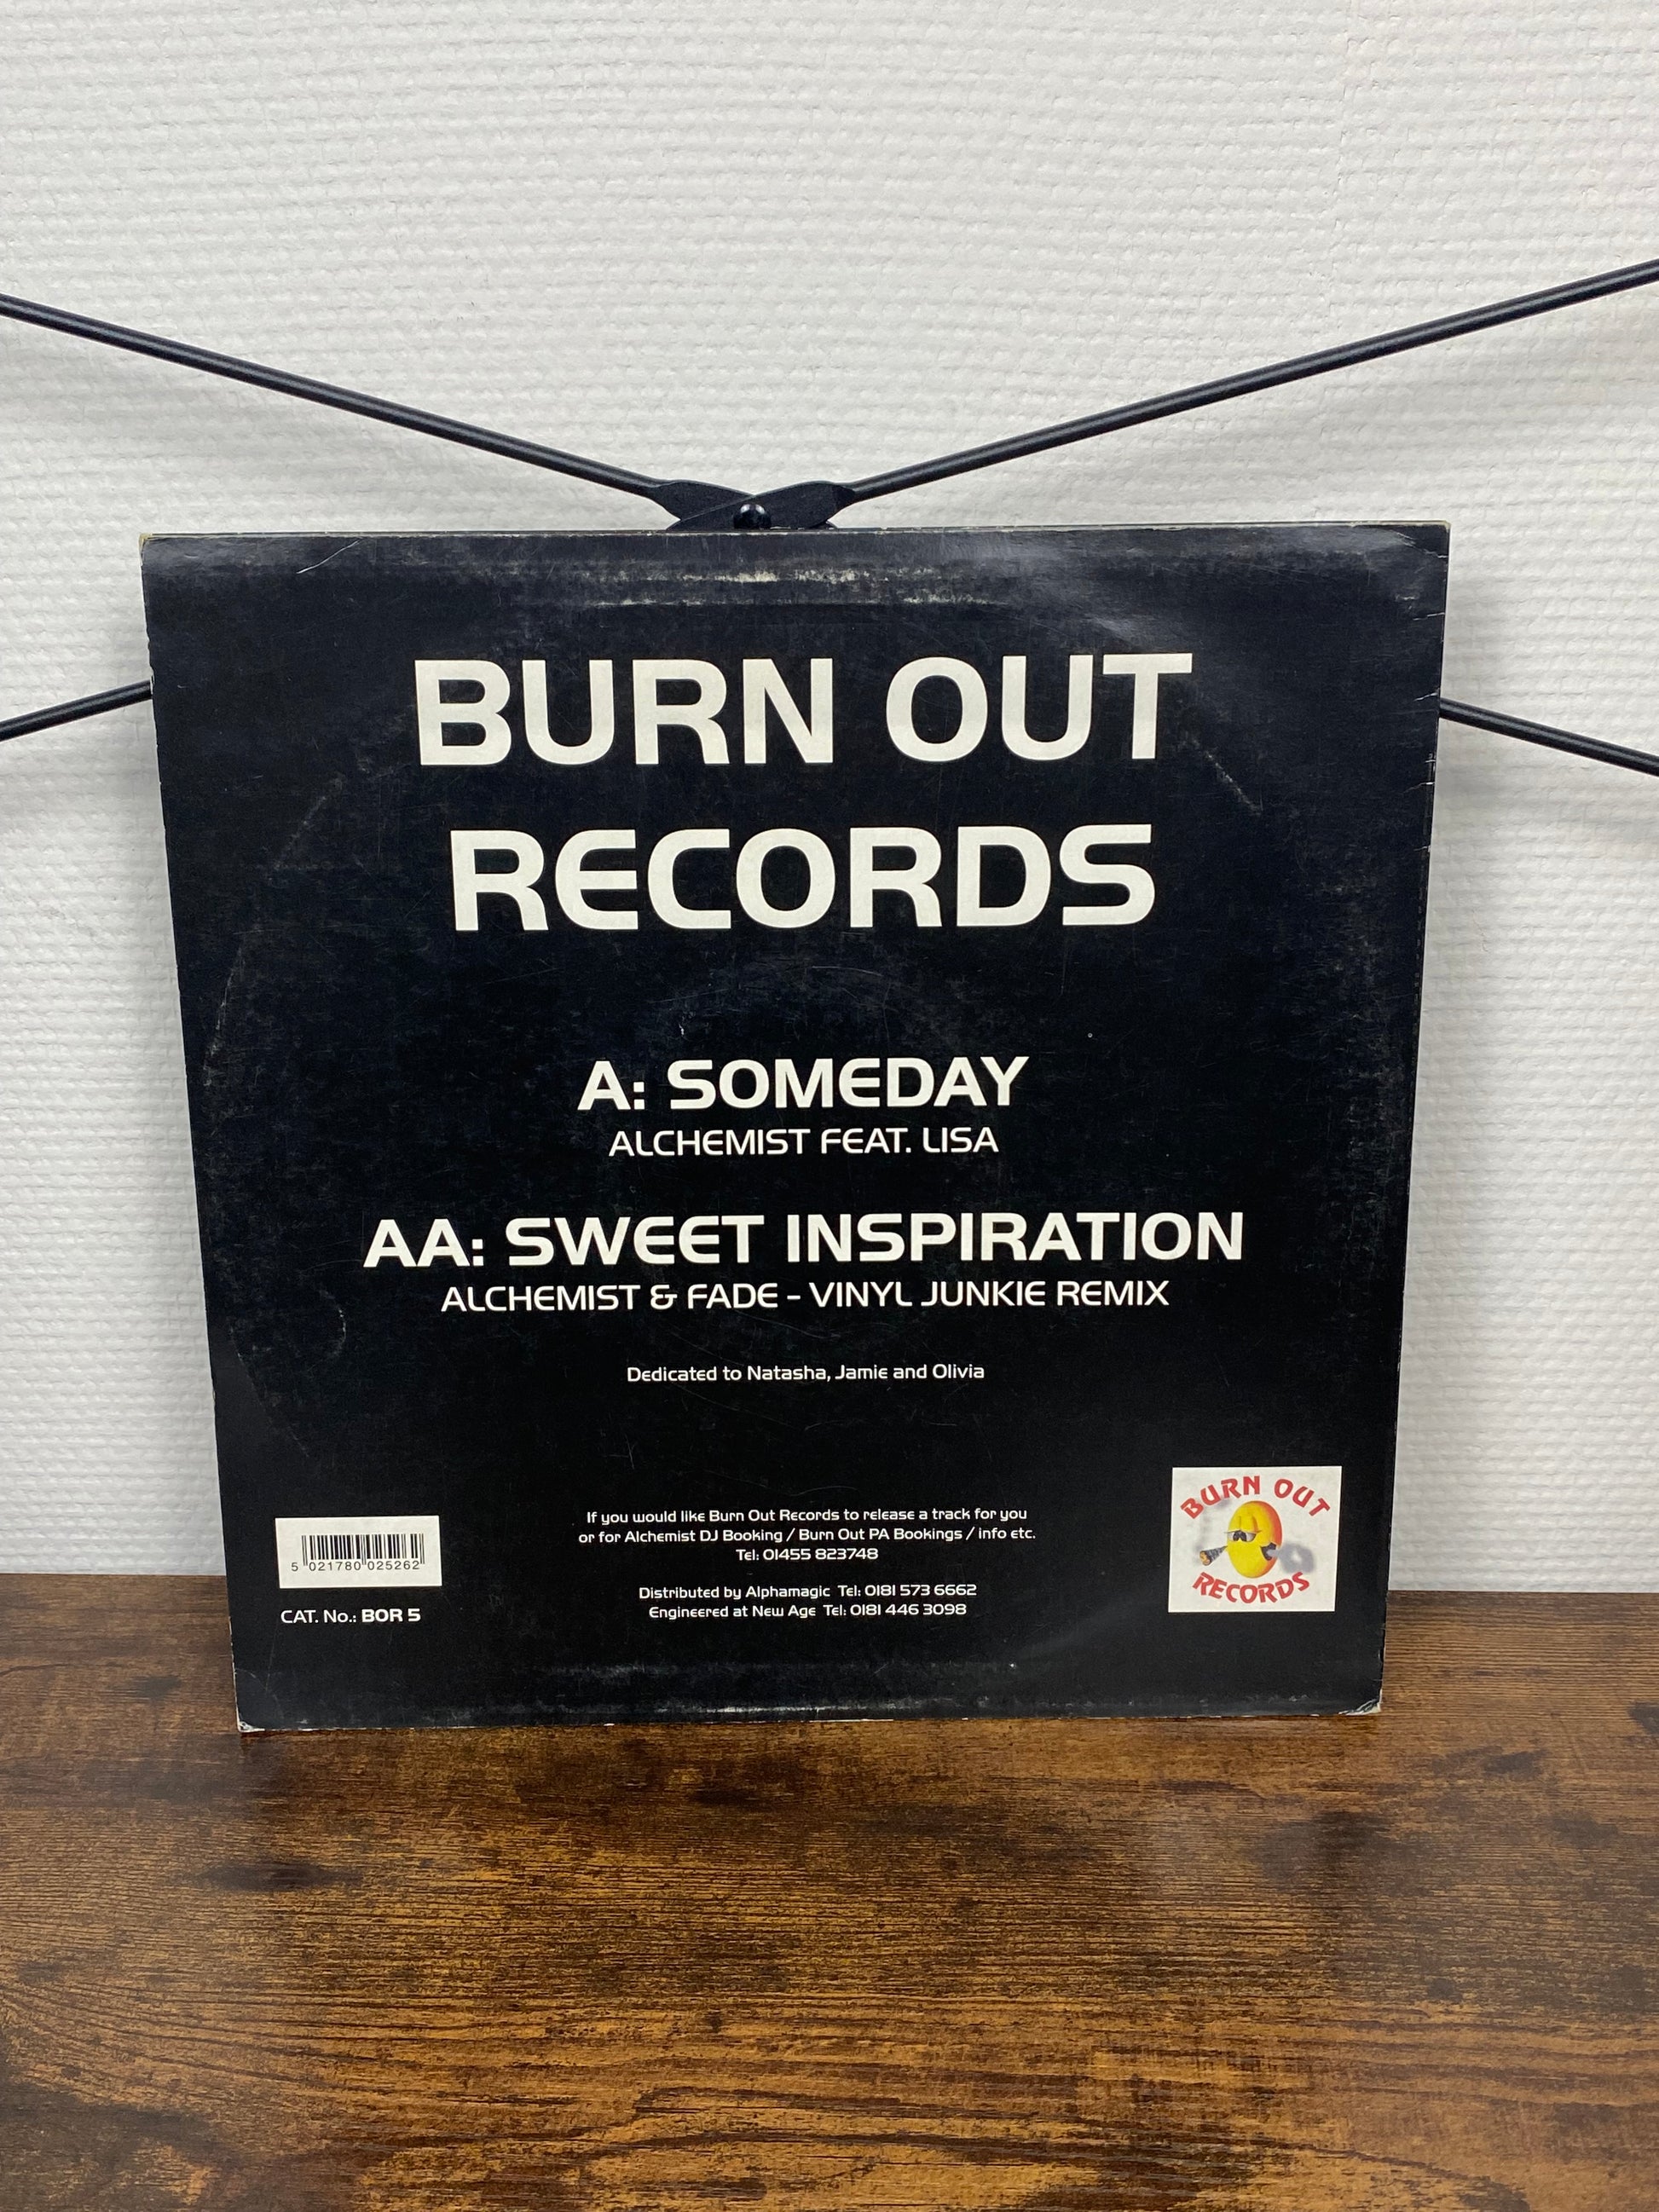 BURN OUT
RECORDS
A: SOMEDAY
ALCHEMIST FEAT. LISA
AA: SWEET INSPIRATION
ALCHEMIST & FADE - VINYL JUNKIE REMIX
Dedicated to Natasha, Jamie and Olivia
If you would like Burn Out Records to release a track for you
or for Alchemist DJ Booking / Burn Out PA Bookings / info etc.
Tel: 01455 823748
Distributed by Alphamagic Tel: 0181 573 6662
Engineered at New Age Tel: 0181 446 3098
5 021780 025262
CAT. No.: BOR 5
BURN OUT
RECORDS